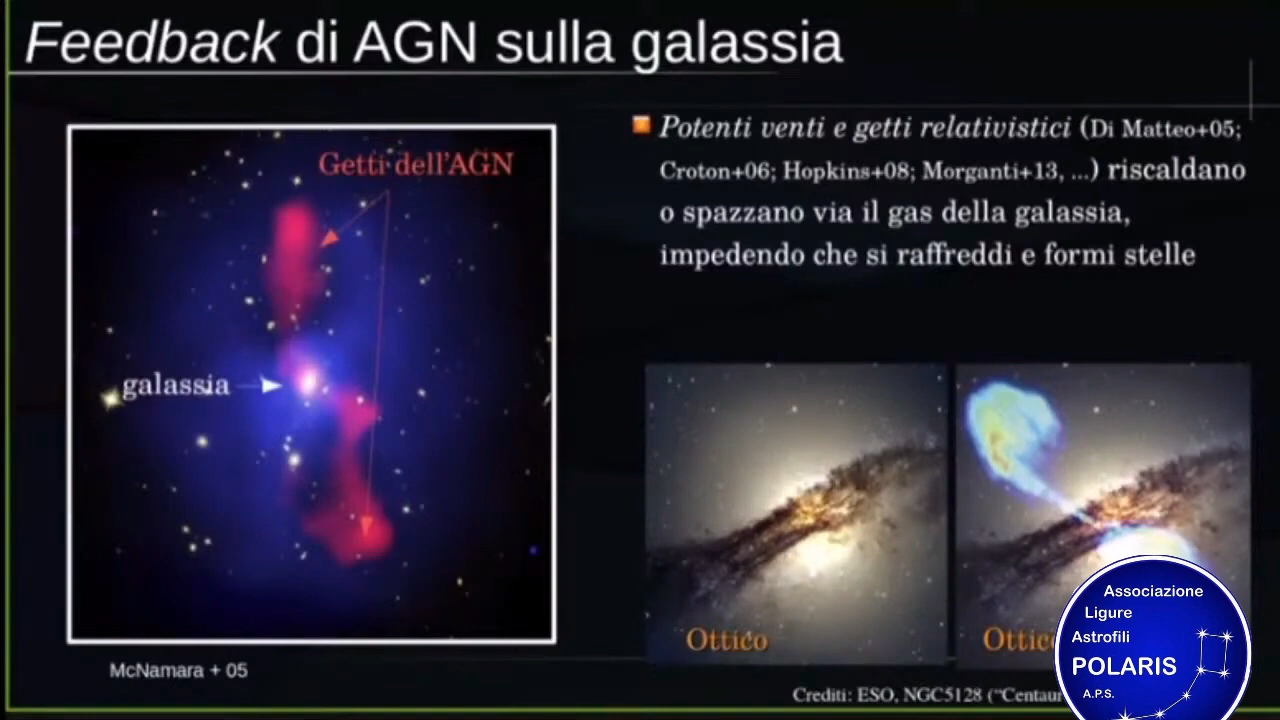 Feedback di AGN sulla galassia
Getti dell'AGN
galassia
McNamara + 05
Potenti venti e getti relativistici (Di Matteo+05;
Croton+06; Hopkins+08; Morganti+13, ...) riscaldano
o spazzano via il gas della galassia,
impedendo che si raffreddi e formi stelle
Ottico
Crediti: ESO, NGC5128 ("Centaur
Associazione
Ligure
Astrofili
POLARIS
A.P.S.